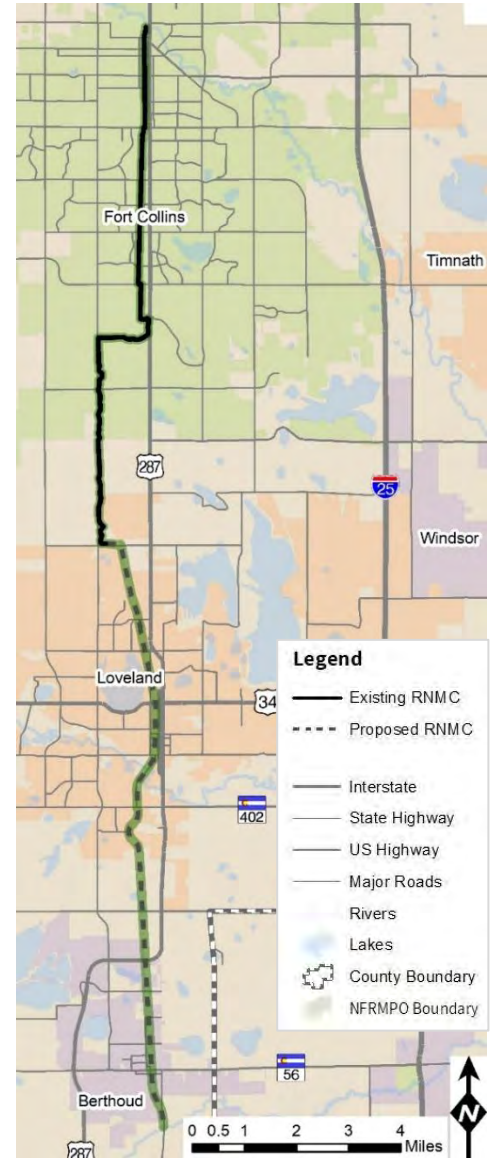 Fort Collins
Timnath
287
25
Windsor
Legend
Loveland
Existing RNMC
34
Proposed RNMC
Interstate
402
State Highway
US Highway
Major Roads
Rivers
Lakes
County Boundary
NFRMPO Boundary
56
Berthoud
N
0 0.5 1 2 3 4
Miles
287